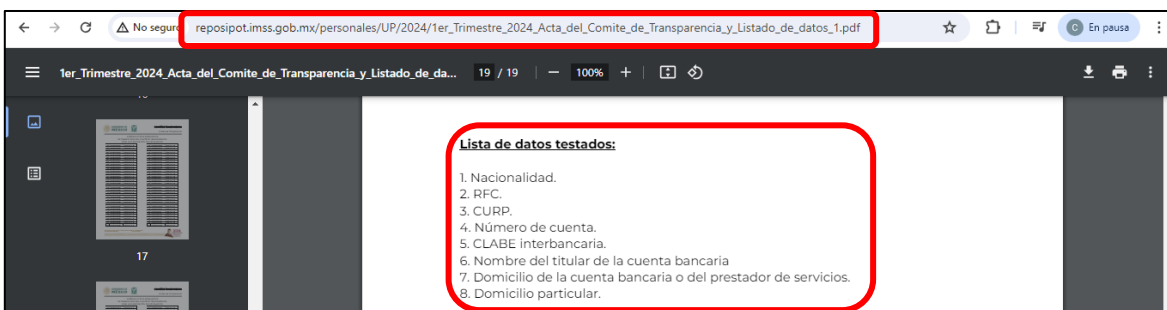 No seguro reposipot.imss.gob.mx/personales/UP/2024/1er_Trimestre_2024_Acta_del_Comite_de_Transparencia_y_Listado_de_datos_1.pdf
C En pausa
1er_Trimestre_2024_Acta_del_Comite_de_Transparencia_y_Listado_de_da... 19 / 19 | − 100% +
17
Lista de datos testados:
1. Nacionalidad.
2. RFC.
3. CURP.
4. Número de cuenta.
5. CLABE interbancaria.
6. Nombre del titular de la cuenta bancaria
7. Domicilio de la cuenta bancaria o del prestador de servicios.
8. Domicilio particular.